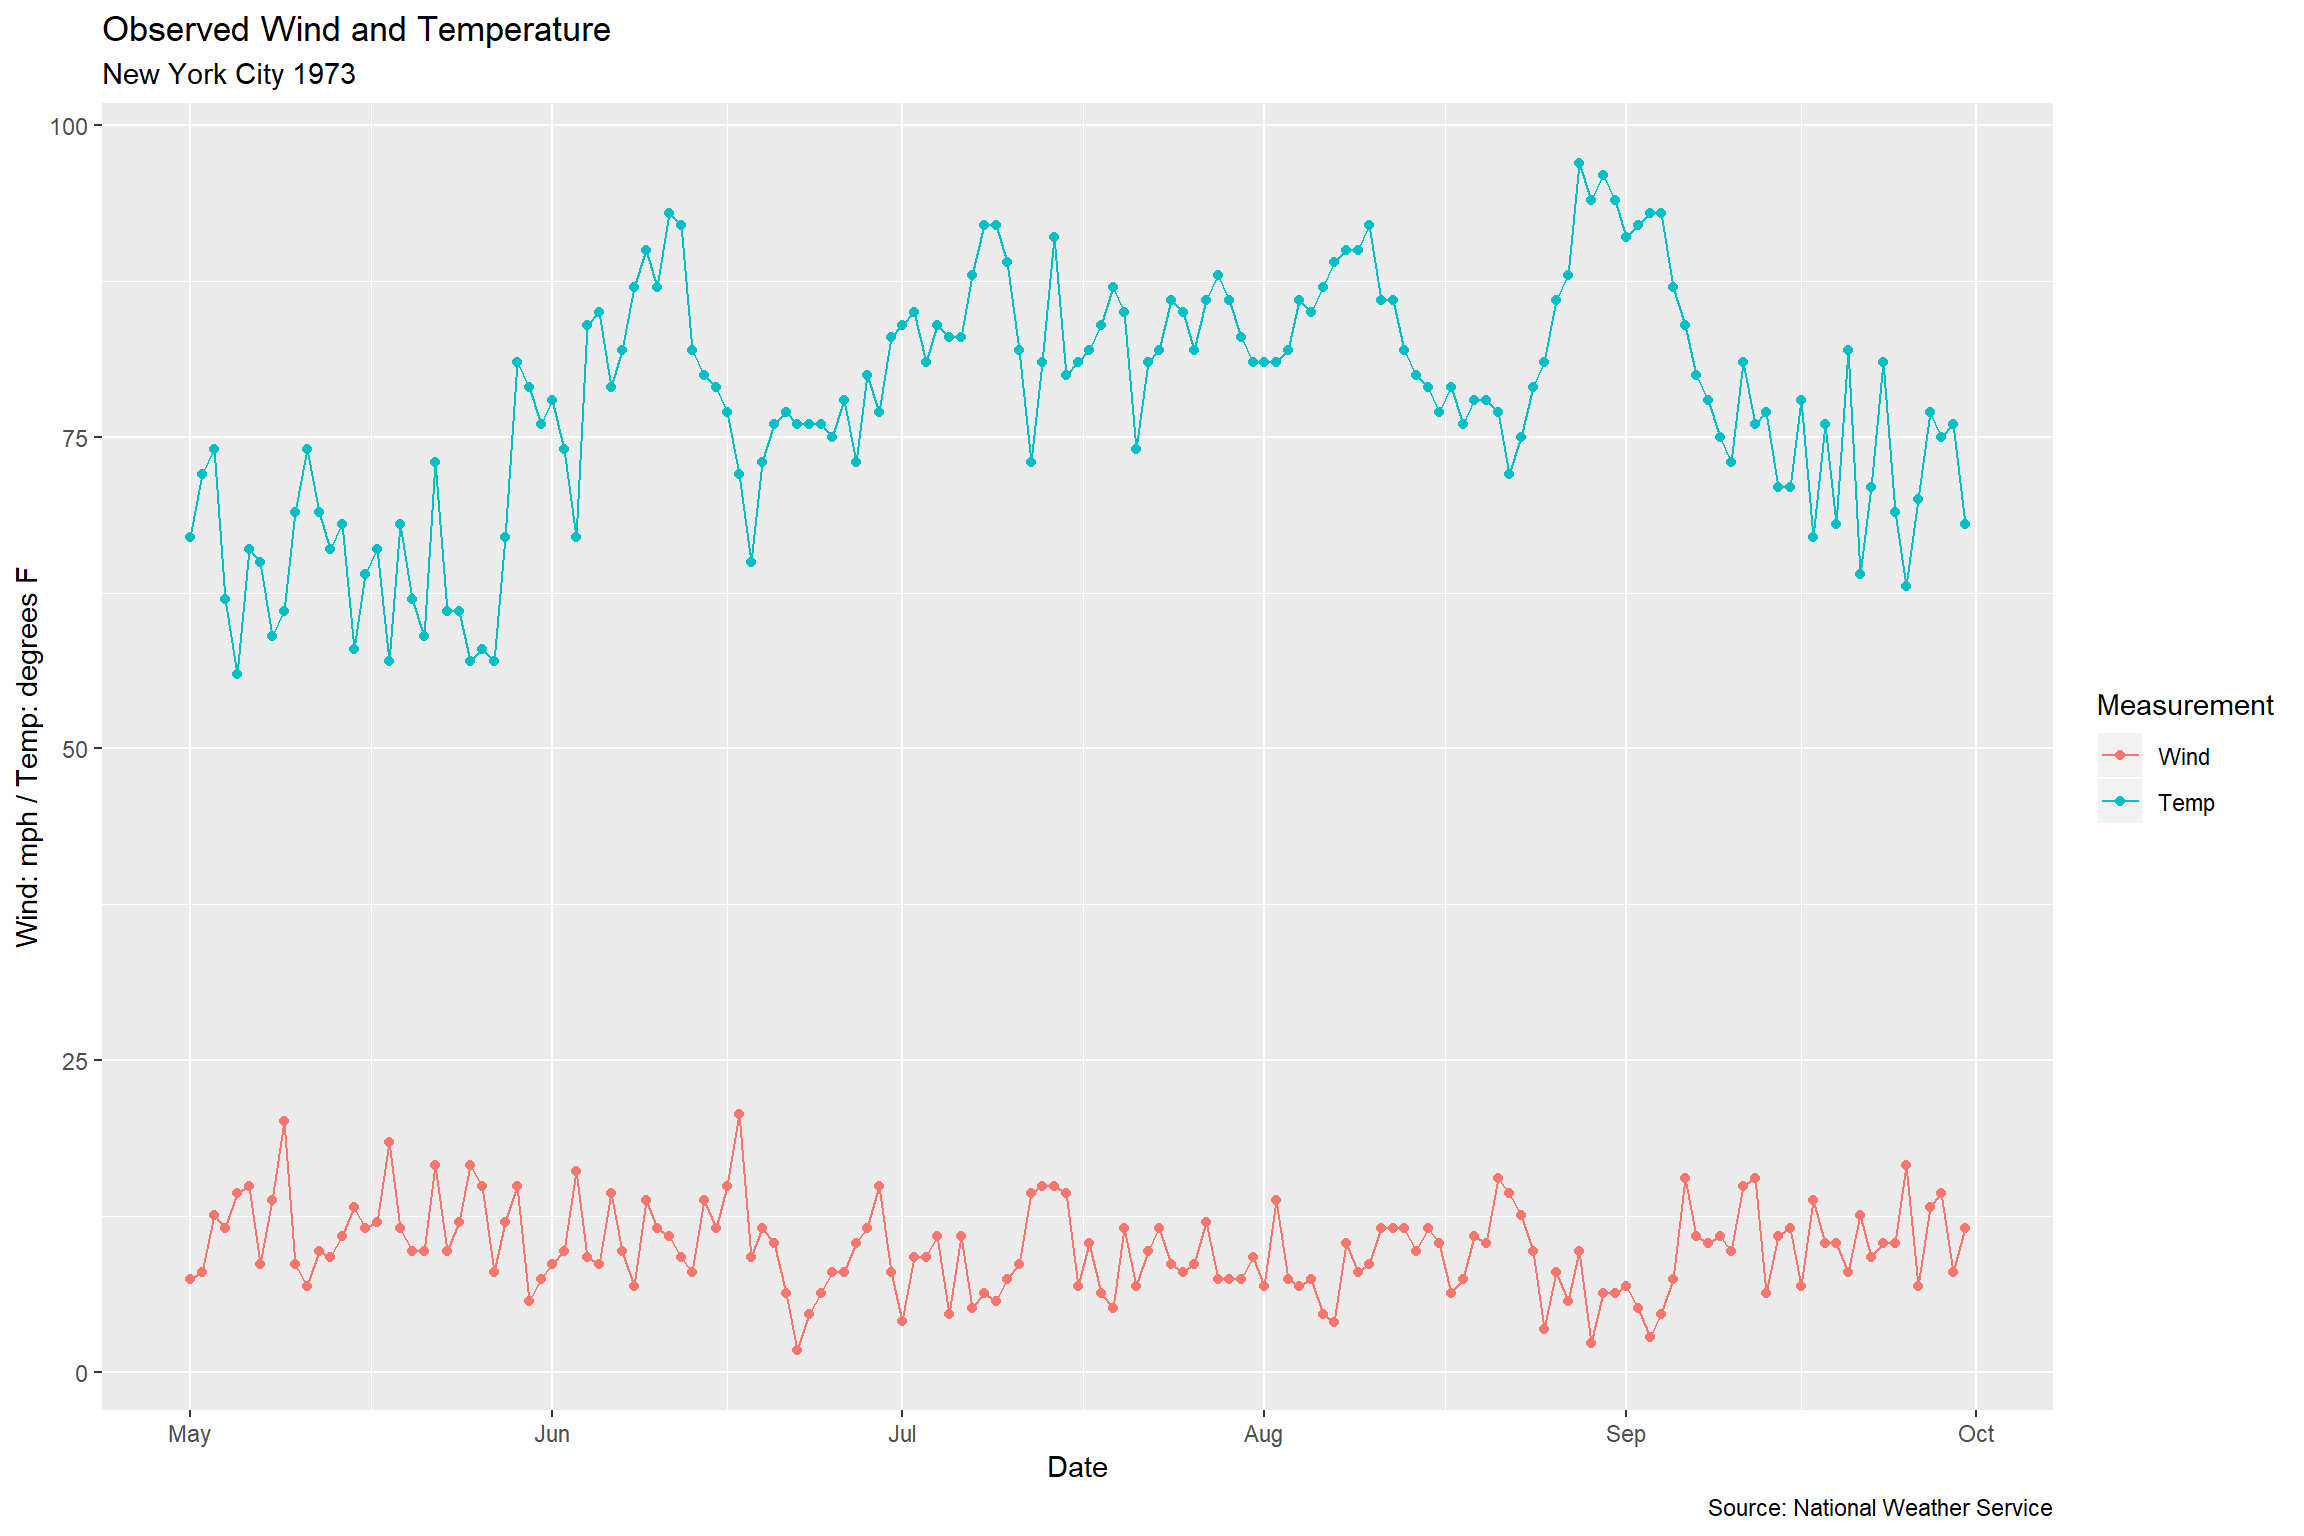 Observed Wind and Temperature
New York City 1973
100
75
50
25
0
Wind: mph / Temp: degrees F
May
Jun
Jul
Aug
Sep
Oct
Date
Measurement
Wind
Temp
Source: National Weather Service